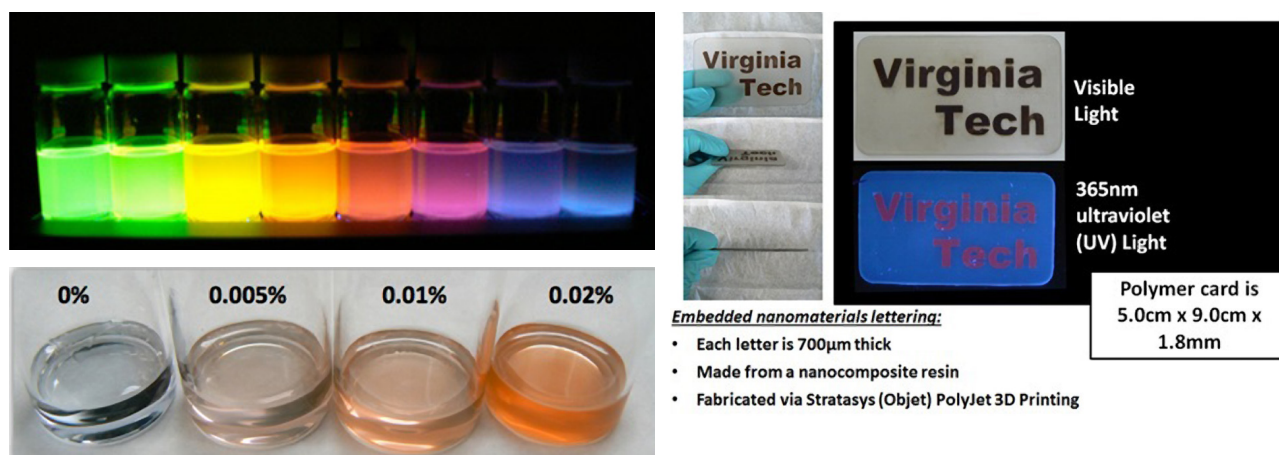 0%
0.005%
0.01%
0.02%
Virginia
Tech
Virginia
Tech
Virginia
Tech
Visible
Light
Virginia
Tech
365nm
ultraviolet
(UV) Light
Polymer card is
5.0cm x 9.0cm x
1.8mm
Embedded nanomaterials lettering:
• Each letter is 700µm thick
• Made from a nanocomposite resin
• Fabricated via Stratasys (Objet) PolyJet 3D Printing